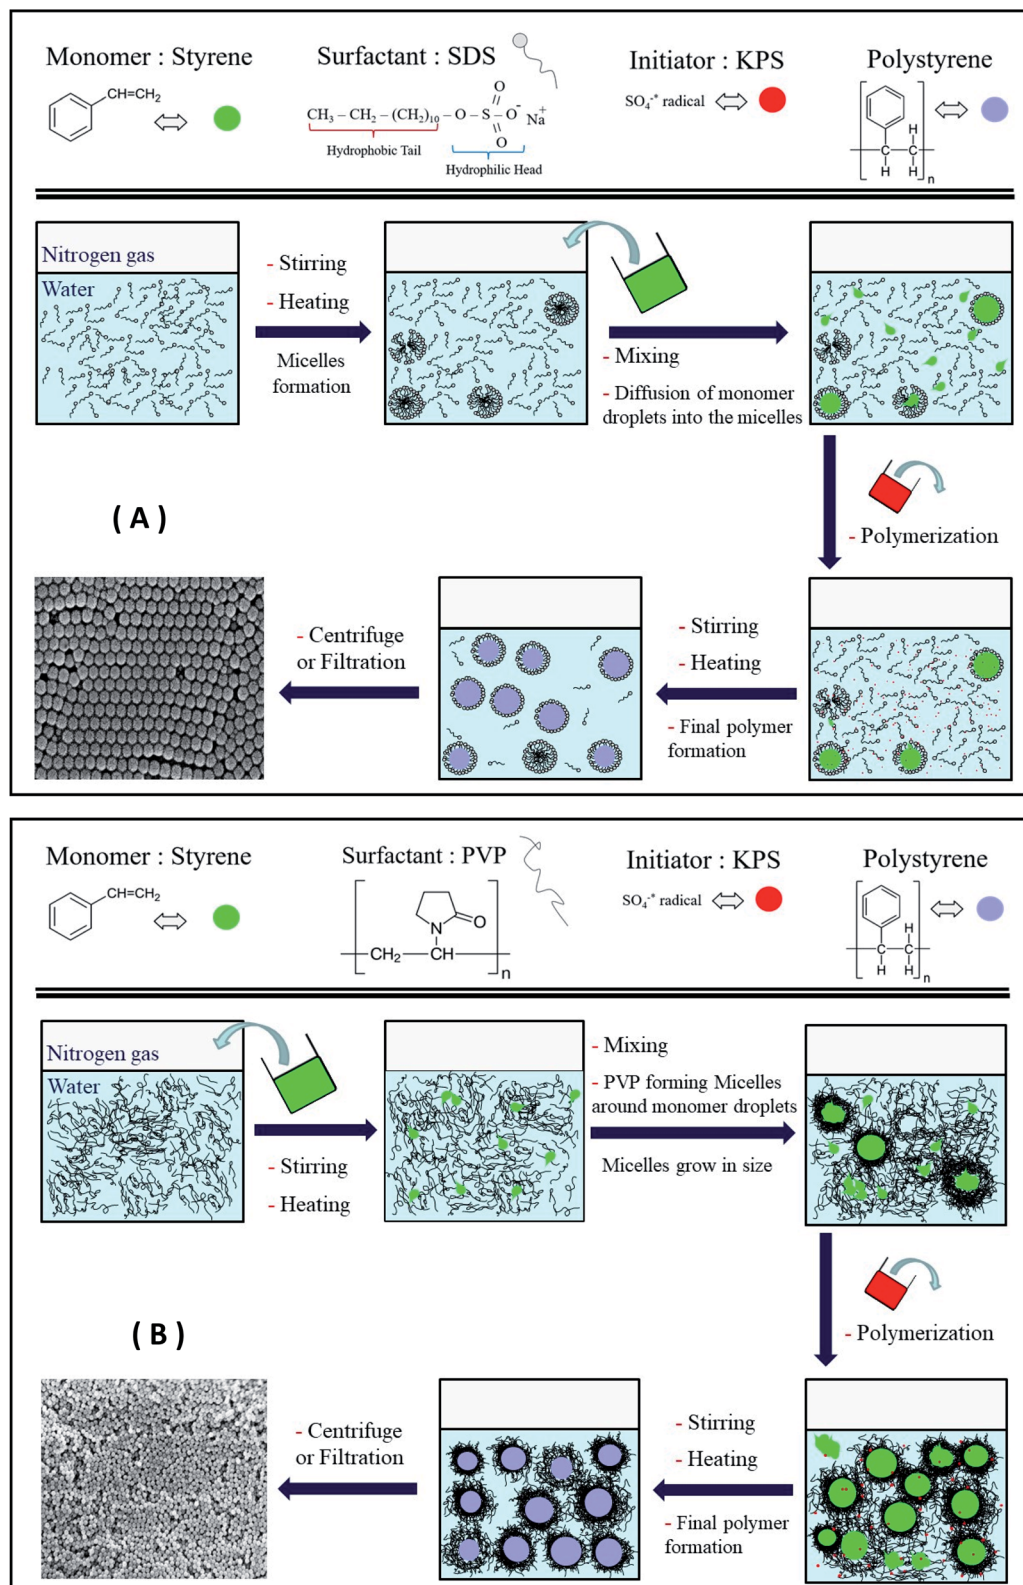 Monomer : Styrene
CH=CH₂
Surfactant : SDS
CH₃ – CH₂ – (CH₂)₁₀ – O – S – O⁻ Na⁺
O
O
Hydrophobic Tail
Hydrophilic Head
Initiator : KPS
SO₄⁻* radical
Polystyrene
H
C
CH
H
H
n
Nitrogen gas
Water
- Stirring
- Heating
Micelles
formation
- Mixing
- Diffusion of monomer
droplets into the micelles
- Polymerization
( A )
- Stirring
- Heating
- Final polymer
formation
- Centrifuge
or Filtration
Monomer : Styrene
CH=CH₂
Surfactant : PVP
N
O
CH₂
CH
n
Initiator : KPS
SO₄⁻* radical
Polystyrene
H
C
C
H
H
n
Nitrogen gas
Water
- Stirring
- Heating
- Mixing
- PVP forming Micelles
around monomer droplets
Micelles grow in size
- Polymerization
( B )
- Stirring
- Heating
- Final polymer
formation
- Centrifuge
or Filtration